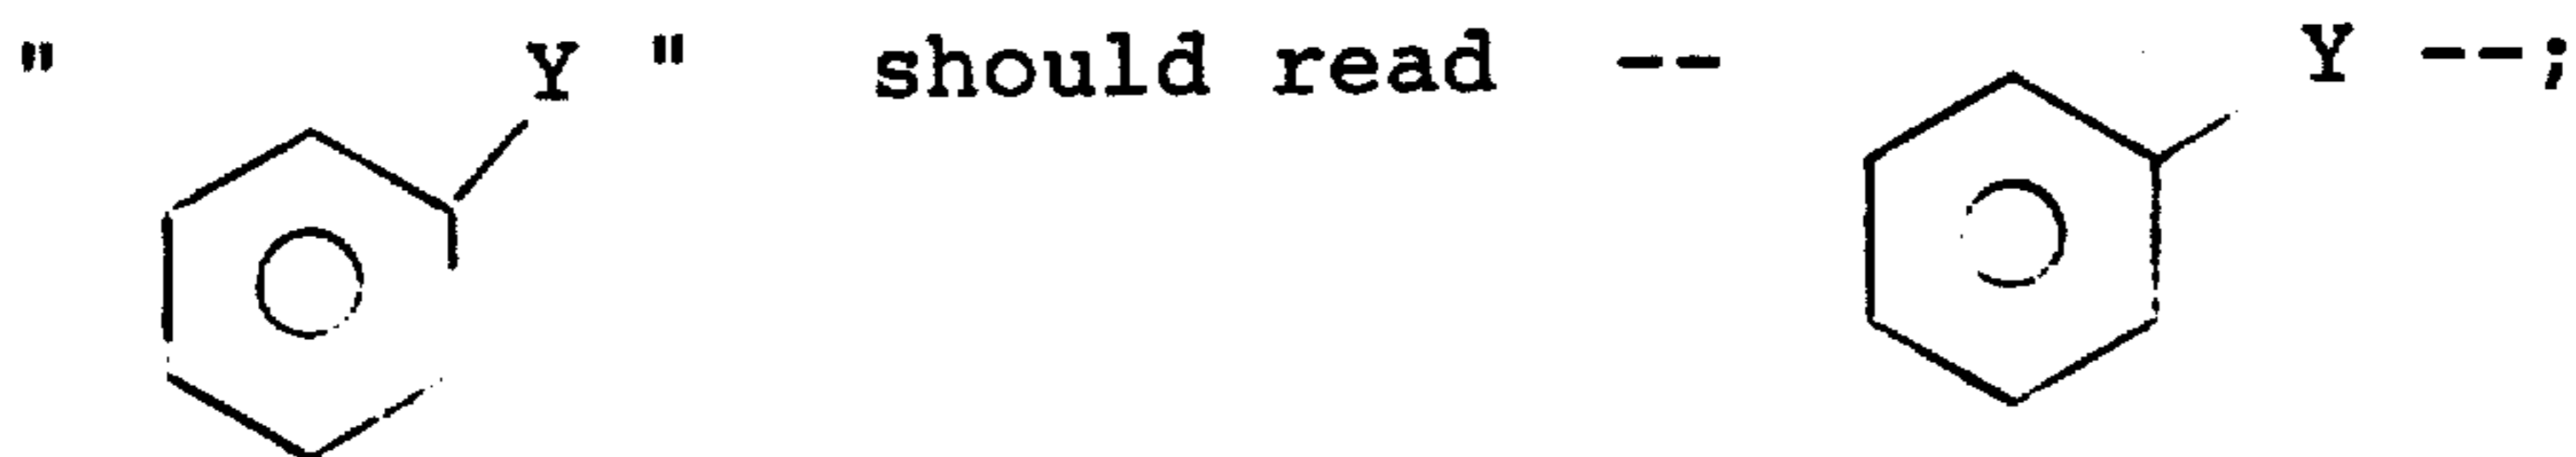 " Y " should read -- Y --;